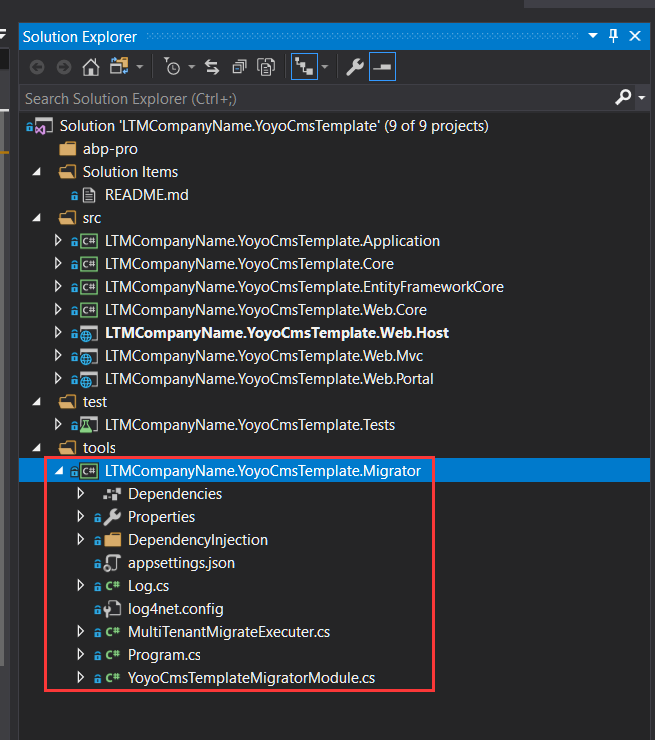 Solution Explorer
Search Solution Explorer (Ctrl+;)
Solution 'LTMCompanyName.YoyoCmsTemplate' (9 of 9 projects)
abp-pro
Solution Items
README.md
src
C# LTMCompanyName.YoyoCmsTemplate.Application
C# LTMCompanyName.YoyoCmsTemplate.Core
C# LTMCompanyName.YoyoCmsTemplate.EntityFrameworkCore
C# LTMCompanyName.YoyoCmsTemplate.Web.Core
LTMCompanyName.YoyoCmsTemplate.Web.Host
LTMCompanyName.YoyoCmsTemplate.Web.Mvc
LTMCompanyName.YoyoCmsTemplate.Web.Portal
test
LTMCompanyName.YoyoCmsTemplate.Tests
tools
C# LTMCompanyName.YoyoCmsTemplate.Migrator
Dependencies
Properties
DependencyInjection
appsettings.json
C# Log.cs
log4net.config
C# MultiTenantMigrateExecuter.cs
C# Program.cs
C# YoyoCmsTemplateMigratorModule.cs